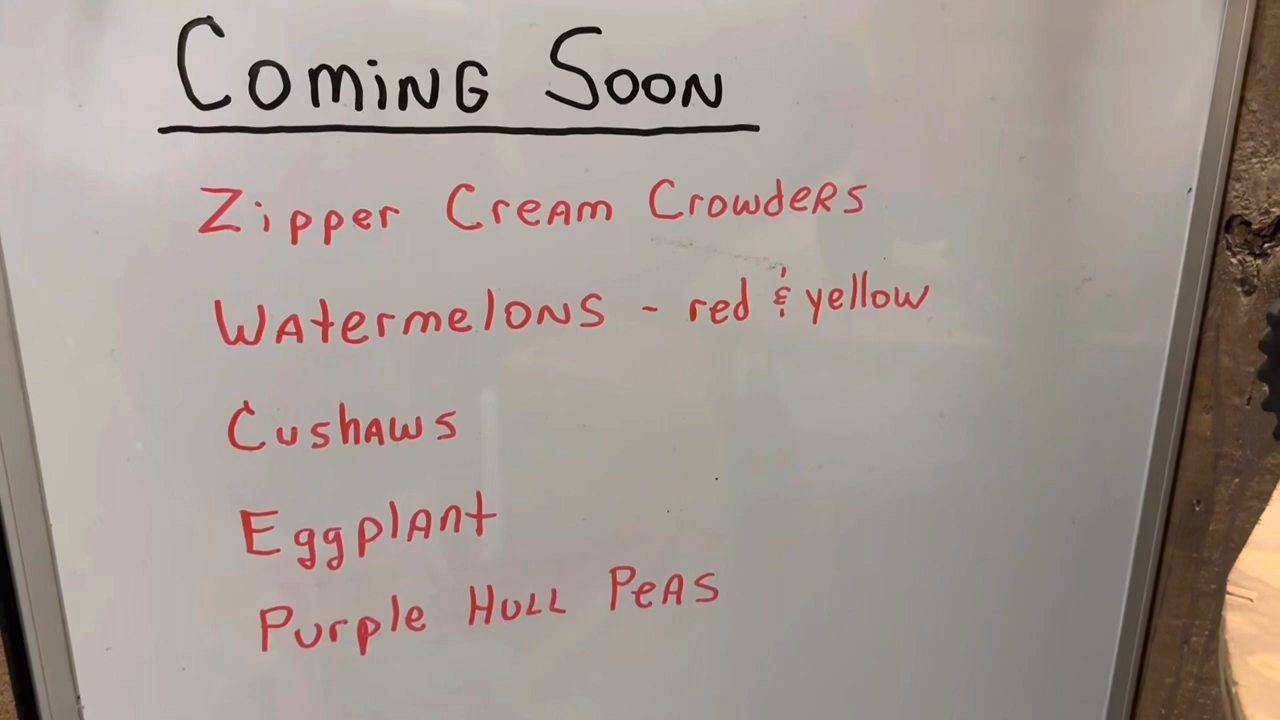 Coming Soon
Zipper Cream Crowders
Watermelons - red & yellow
Cushaws
Eggplant
Purple Hull Peas